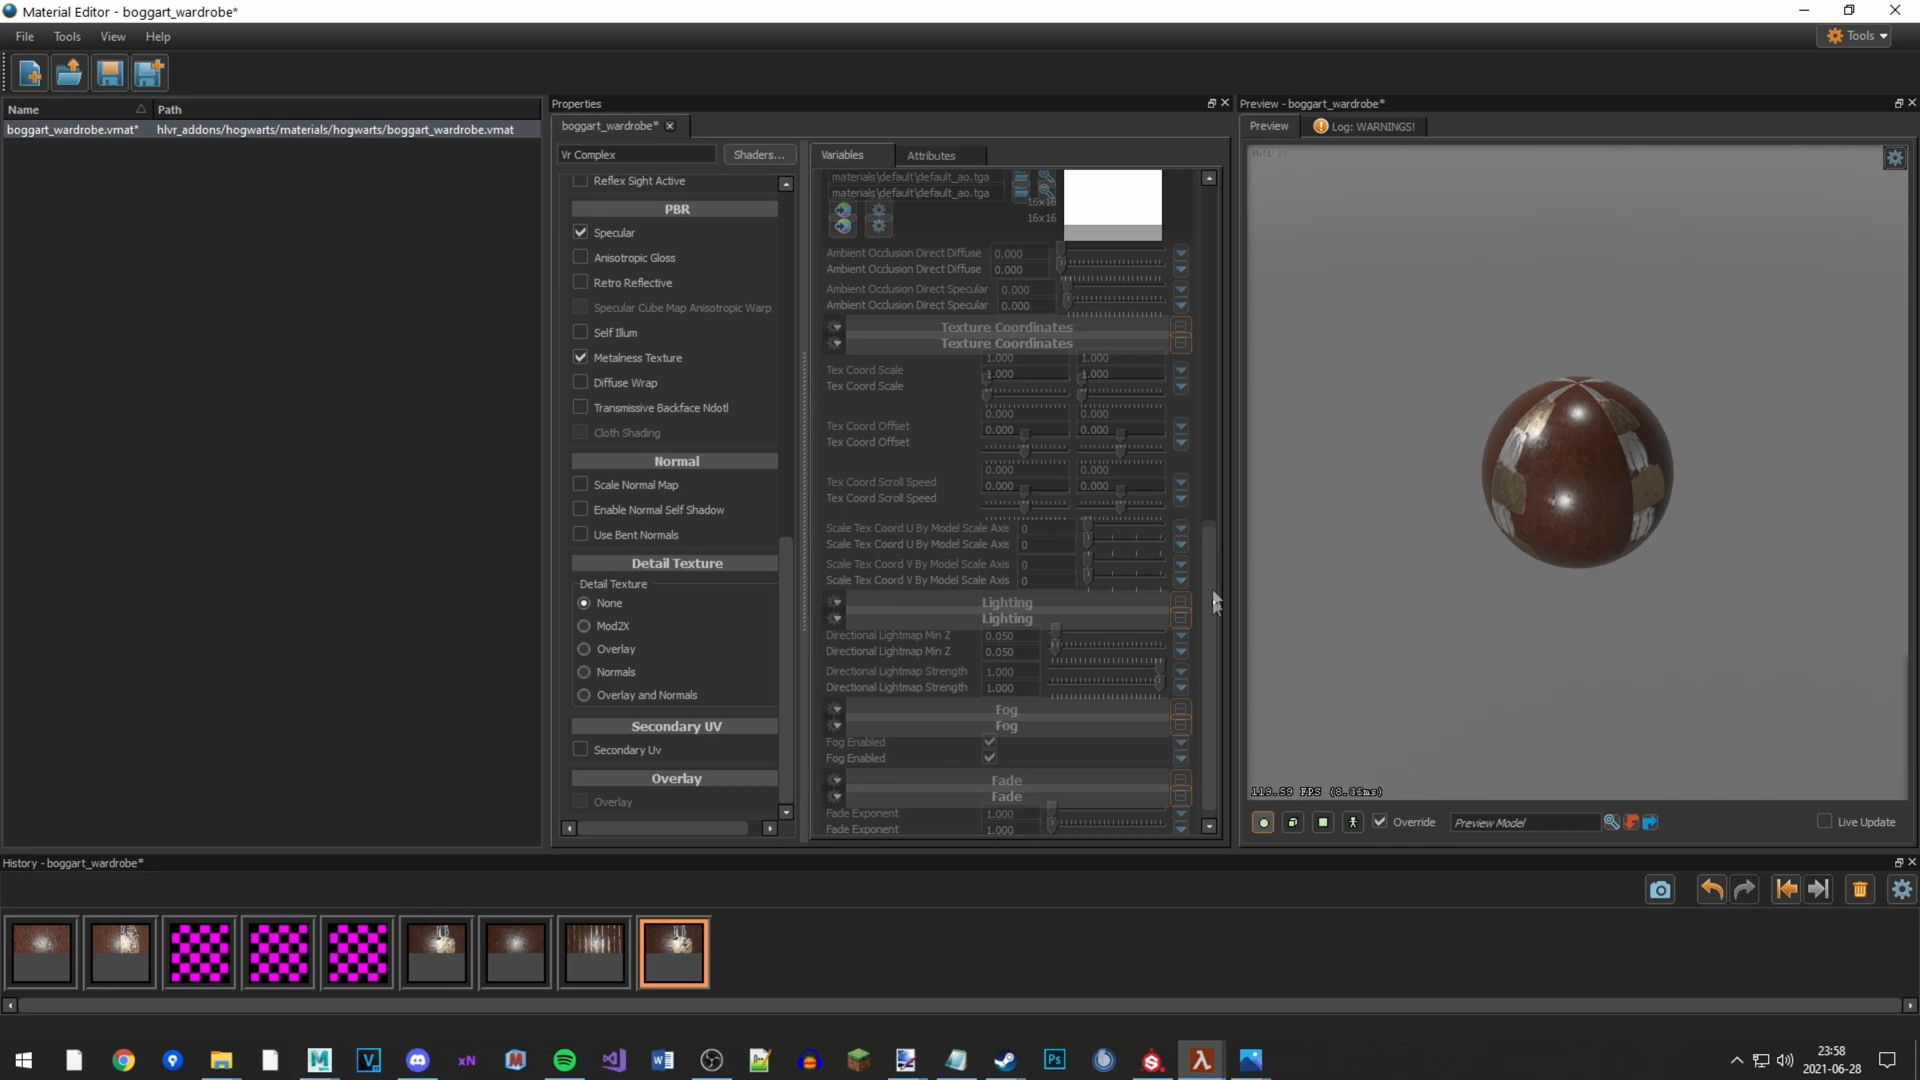 Material Editor - boggart_wardrobe*
File Tools View Help
Tools
Name Path
boggart_wardrobe.vmat* hlvr_addons/hogwarts/materials/hogwarts/boggart_wardrobe.vmat
Properties
boggart_wardrobe*
Vr Complex Shaders...
Reflex Sight Active
PBR
Specular
Anisotropic Gloss
Retro Reflective
Specular Cube Map Anisotropic Warp
Self Illum
Metalness Texture
Diffuse Wrap
Transmissive Backface Ndotl
Cloth Shading
Normal
Scale Normal Map
Enable Normal Self Shadow
Use Bent Normals
Detail Texture
Detail Texture
None
Mod2X
Overlay
Normals
Overlay and Normals
Secondary UV
Secondary Uv
Overlay
Overlay
Variables Attributes
materials\default\default_ao.tga
materials\default\default_ao.tga
16x16
16x16
Ambient Occlusion Direct Diffuse 0.000
Ambient Occlusion Direct Diffuse 0.000
Ambient Occlusion Direct Specular 0.000
Ambient Occlusion Direct Specular 0.000
Texture Coordinates
Texture Coordinates
1.000 1.000
Tex Coord Scale 1.000 1.000
Tex Coord Scale
0.000 0.000
Tex Coord Offset 0.000 0.000
Tex Coord Offset
0.000 0.000
Tex Coord Scroll Speed 0.000 0.000
Tex Coord Scroll Speed
Scale Tex Coord U By Model Scale Axis 0
Scale Tex Coord U By Model Scale Axis 0
Scale Tex Coord V By Model Scale Axis 0
Scale Tex Coord V By Model Scale Axis 0
Lighting
Lighting
Directional Lightmap Min Z 0.050
Directional Lightmap Min Z 0.050
Directional Lightmap Strength 1.000
Directional Lightmap Strength 1.000
Fog
Fog
Fog Enabled
Fog Enabled
Fade
Fade
Fade Exponent 1.000
Fade Exponent 1.000
Preview - boggart_wardrobe*
Preview Log: WARNINGS!
Override Preview Model Live Update
History - boggart_wardrobe*
23:58
2021-06-28